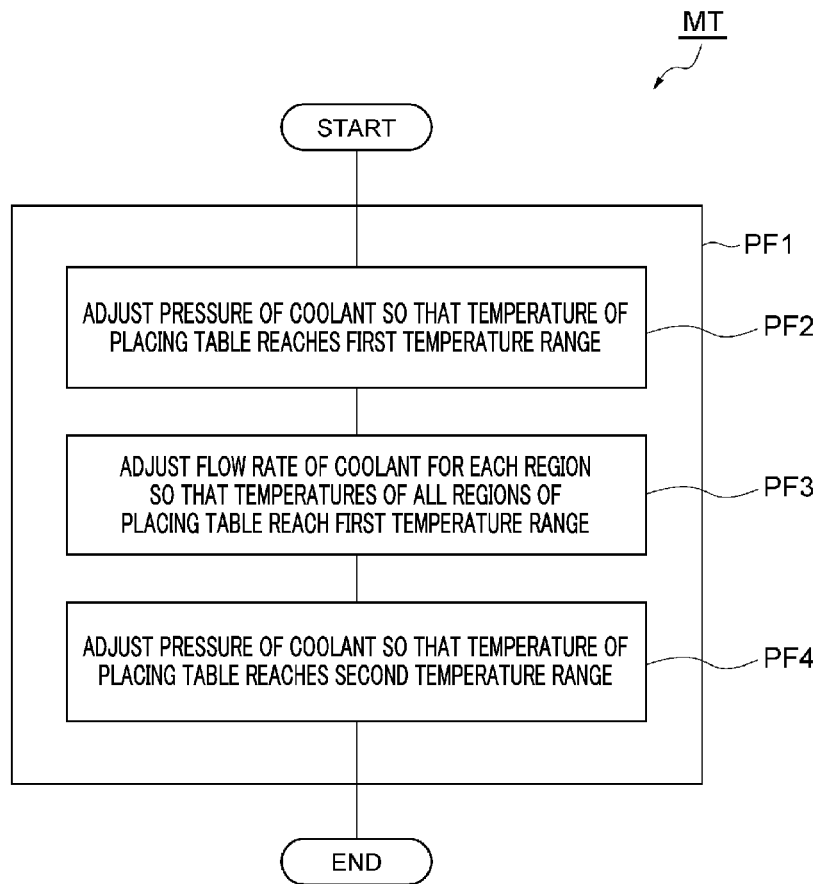 MT
START
PF1
ADJUST PRESSURE OF COOLANT SO THAT TEMPERATURE OF
PLACING TABLE REACHES FIRST TEMPERATURE RANGE
PF2
ADJUST FLOW RATE OF COOLANT FOR EACH REGION
SO THAT TEMPERATURES OF ALL REGIONS OF
PLACING TABLE REACH FIRST TEMPERATURE RANGE
PF3
ADJUST PRESSURE OF COOLANT SO THAT TEMPERATURE OF
PLACING TABLE REACHES SECOND TEMPERATURE RANGE
PF4
END